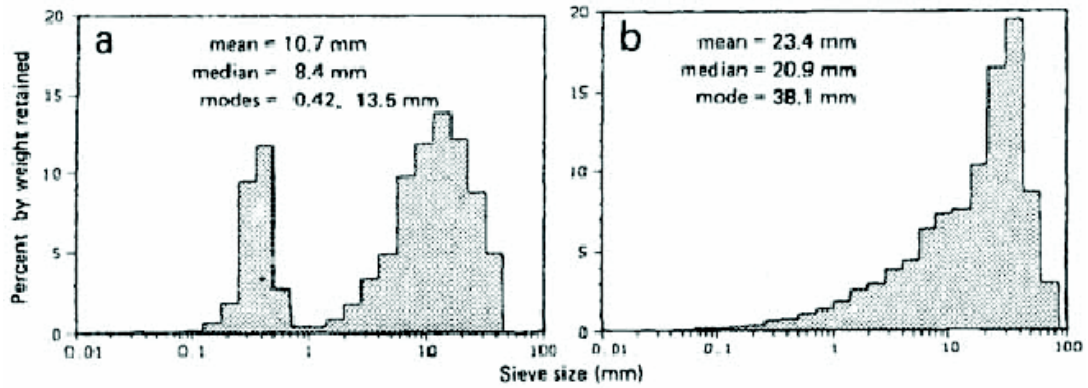 a
mean = 10.7 mm
median = 8.4 mm
modes = 0.42, 13.5 mm
b
mean = 23.4 mm
median = 20.9 mm
mode = 38.1 mm
Percent by weight retained
20
15
10
5
0
0.01
0.1
1
10
100
20
15
10
5
0
0.01
0.1
1
10
100
Sieve size (mm)